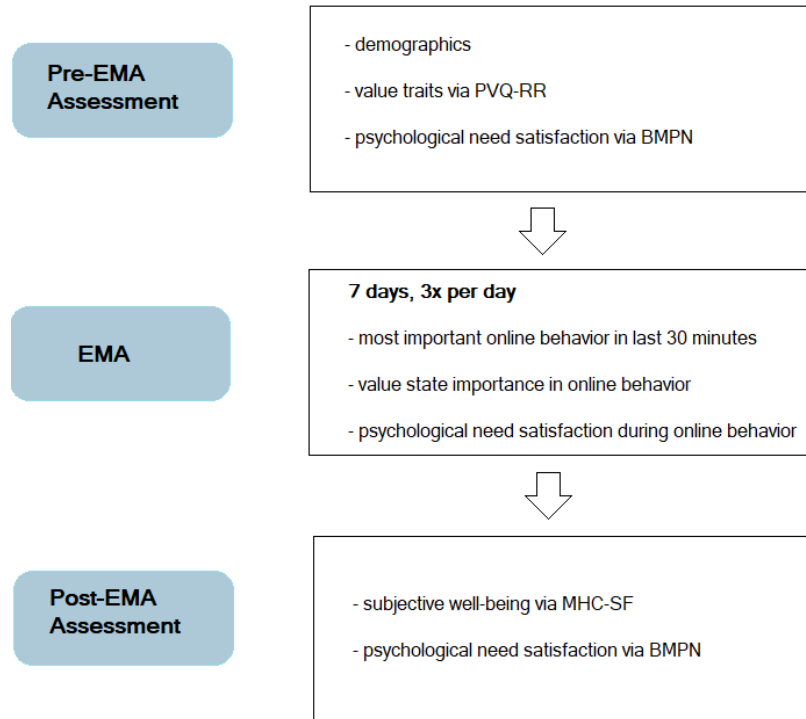 Pre-EMA
Assessment
- demographics
- value traits via PVQ-RR
- psychological need satisfaction via BMPN
EMA
7 days, 3x per day
- most important online behavior in last 30 minutes
- value state importance in online behavior
- psychological need satisfaction during online behavior
Post-EMA
Assessment
- subjective well-being via MHC-SF
- psychological need satisfaction via BMPN